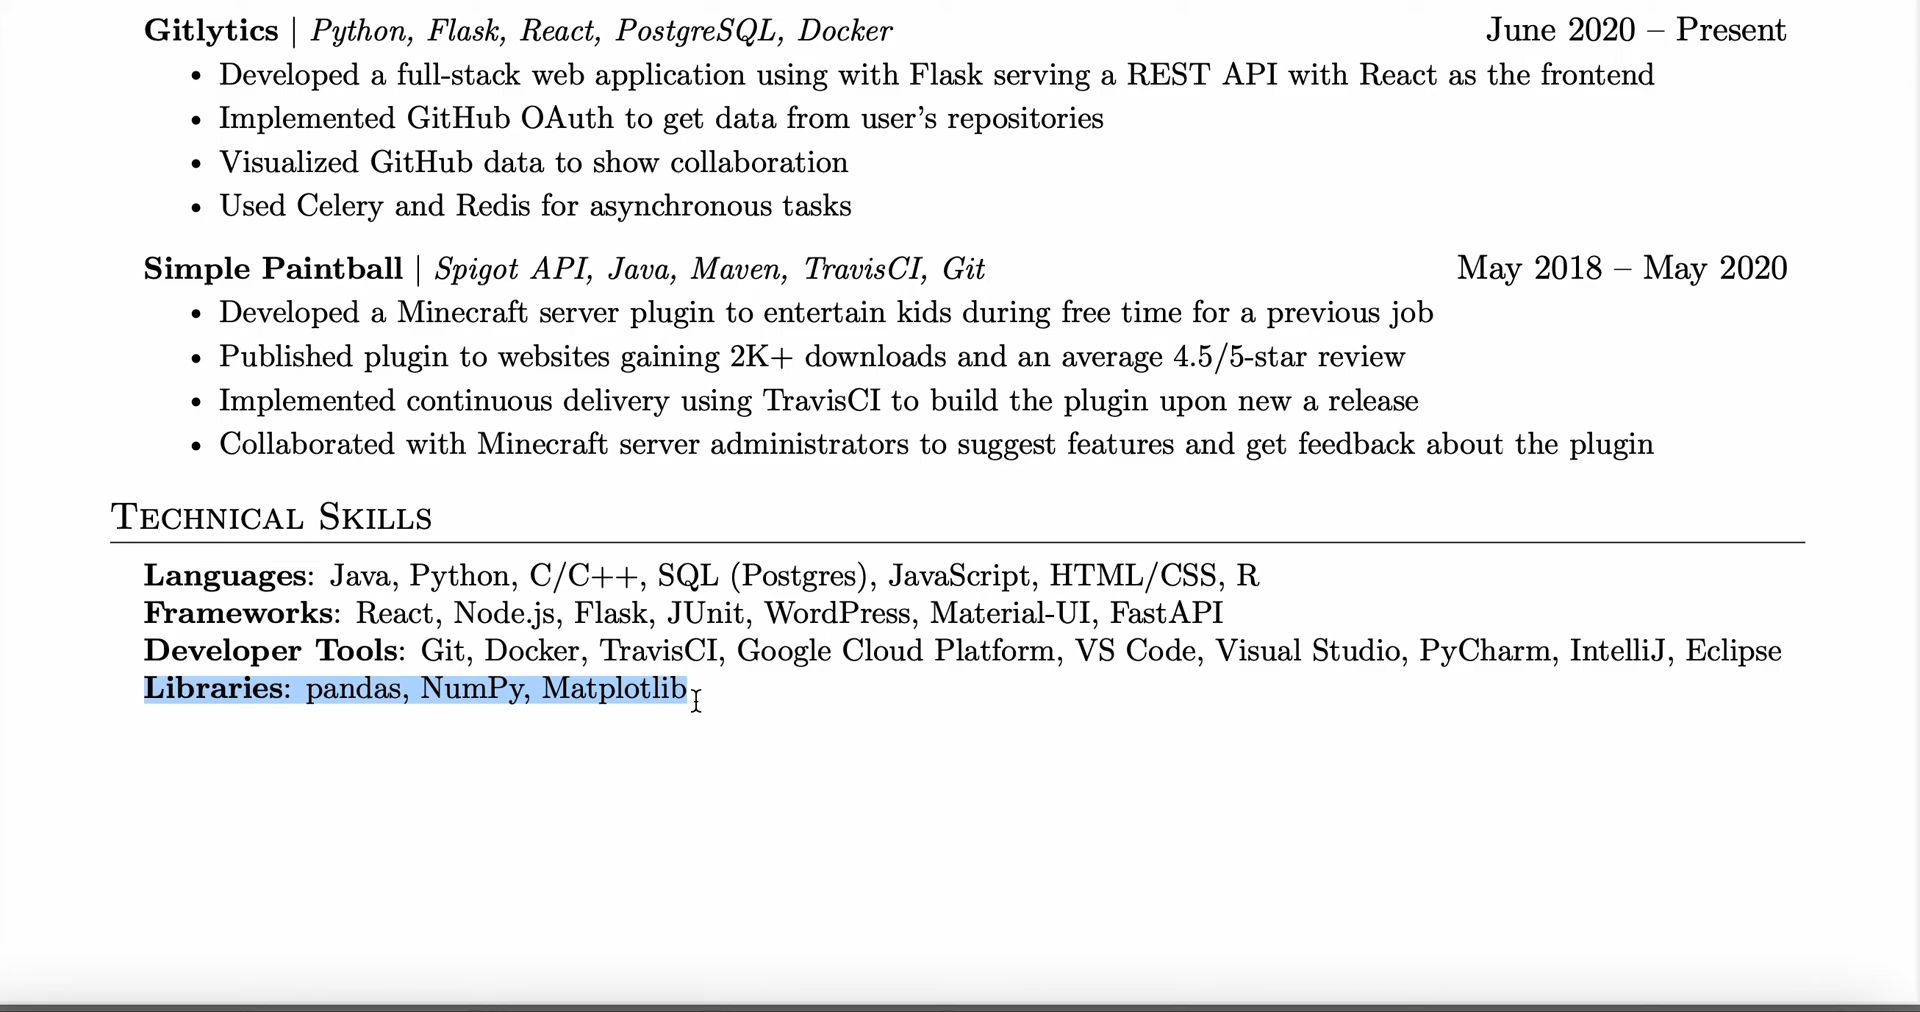 Gitlytics | Python, Flask, React, PostgreSQL, Docker June 2020 – Present
• Developed a full-stack web application using with Flask serving a REST API with React as the frontend
• Implemented GitHub OAuth to get data from user’s repositories
• Visualized GitHub data to show collaboration
• Used Celery and Redis for asynchronous tasks
Simple Paintball | Spigot API, Java, Maven, TravisCI, Git May 2018 – May 2020
• Developed a Minecraft server plugin to entertain kids during free time for a previous job
• Published plugin to websites gaining 2K+ downloads and an average 4.5/5-star review
• Implemented continuous delivery using TravisCI to build the plugin upon new a release
• Collaborated with Minecraft server administrators to suggest features and get feedback about the plugin
Technical Skills
Languages: Java, Python, C/C++, SQL (Postgres), JavaScript, HTML/CSS, R
Frameworks: React, Node.js, Flask, JUnit, WordPress, Material-UI, FastAPI
Developer Tools: Git, Docker, TravisCI, Google Cloud Platform, VS Code, Visual Studio, PyCharm, IntelliJ, Eclipse
Libraries: pandas, NumPy, Matplotlib